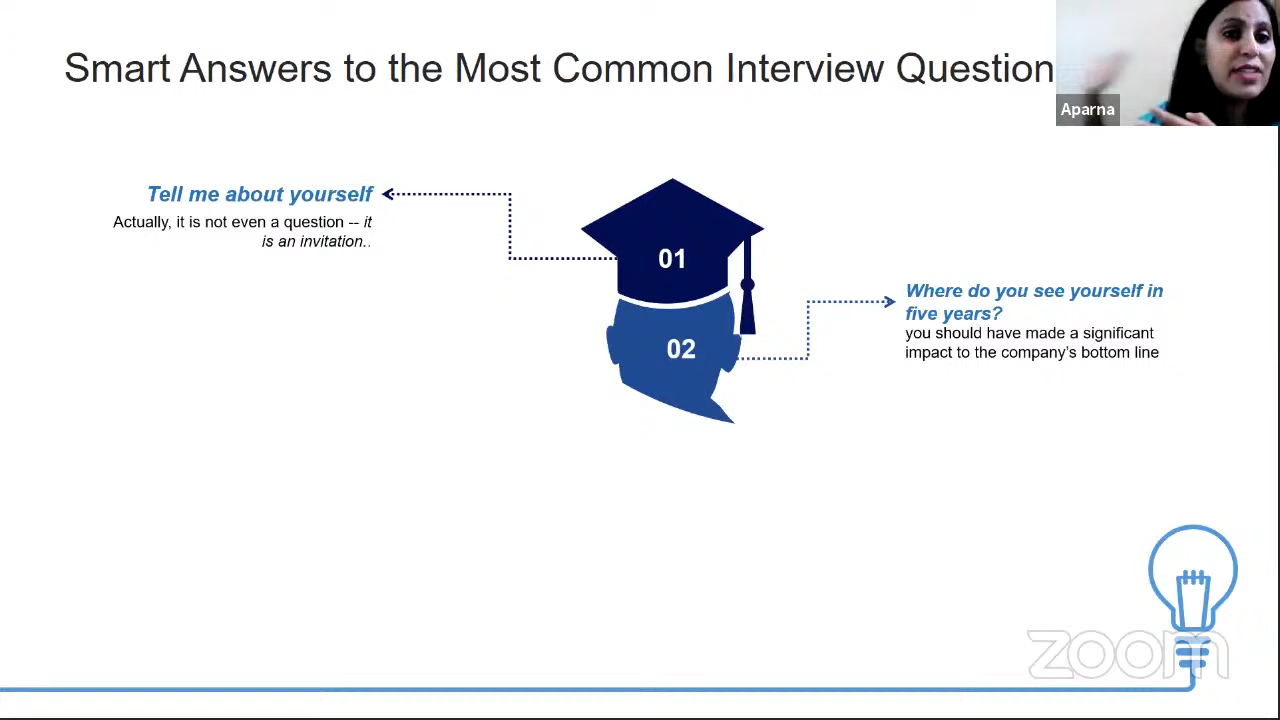 Smart Answers to the Most Common Interview Question
Aparna
Tell me about yourself
Actually, it is not even a question -- it
is an invitation..
01
Where do you see yourself in
five years?
you should have made a significant
impact to the company's bottom line
02
zoom